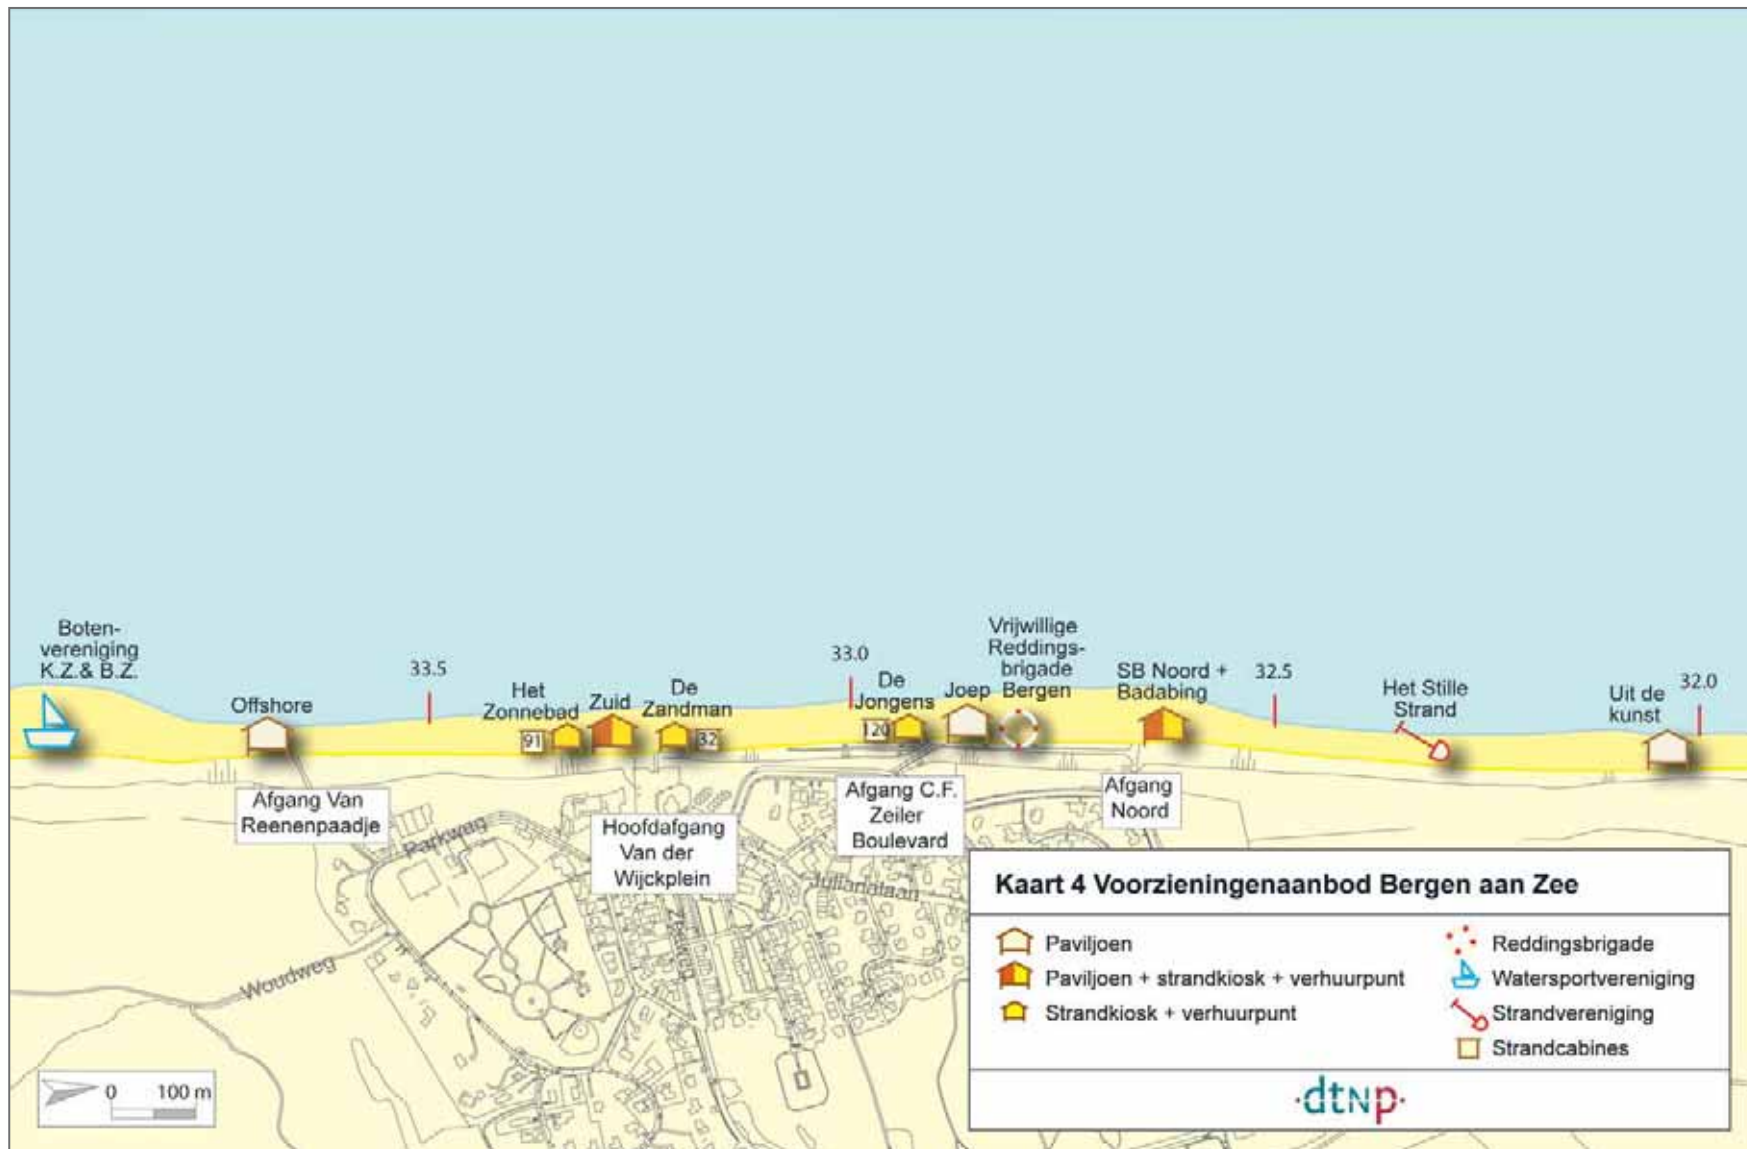 Boten-
vereniging
K.Z.& B.Z.
Offshore
33.5
Het
Zonnebad
91
Zuid
De
Zandman
32
33.0
De
Jongens
120
Joep
Vrijwillige
Reddings-
brigade
Bergen
SB Noord +
Badabing
32.5
Het Stille
Strand
Uit de
kunst
32.0
Afgang Van
Reenenpaadje
Hoofdafgang
Van der
Wijckplein
Afgang C.F.
Zeiler
Boulevard
Afgang
Noord
Parkweg
Julianalaan
Zeeweg
Woudweg
0 100 m
Kaart 4 Voorzieningenaanbod Bergen aan Zee
Paviljoen
Paviljoen + strandkiosk + verhuurpunt
Strandkiosk + verhuurpunt
Reddingsbrigade
Watersportvereniging
Strandvereniging
Strandcabines
·dtNp·